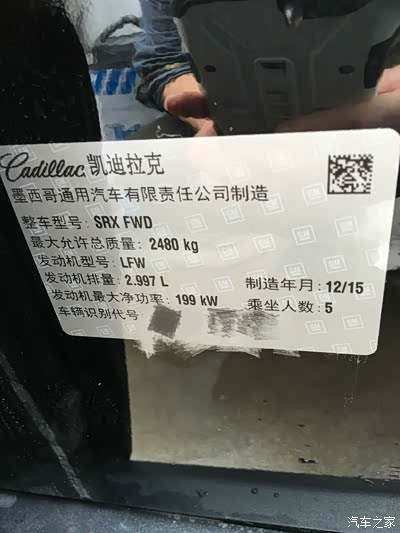 Cadillac 凯迪拉克
墨西哥通用汽车有限责任公司制造
整车型号: SRX FWD
最大允许总质量: 2480 kg
发动机型号: LFW
发动机排量: 2.997 L 制造年月: 12/15
发动机最大净功率: 199 kW 乘坐人数: 5
车辆识别代号
汽车之家